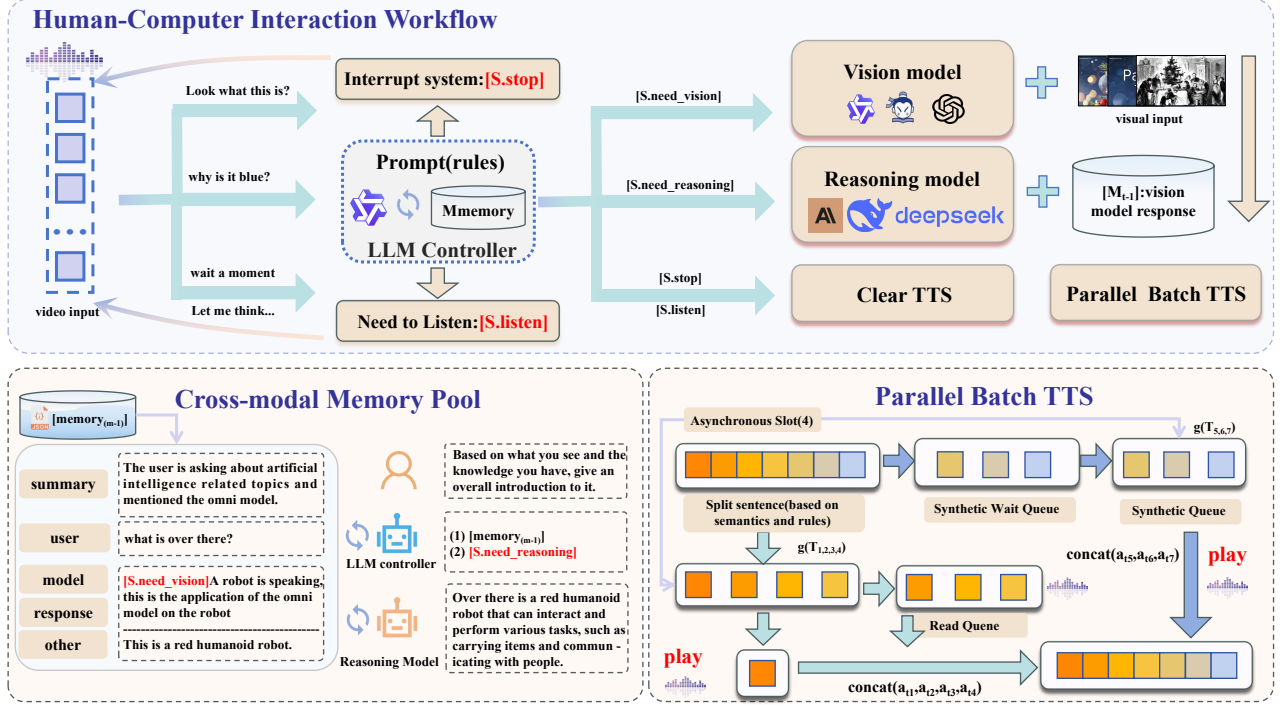 Human-Computer Interaction Workflow
video input
Look what this is?
why is it blue?
wait a moment
Let me think...
Interrupt system:[S.stop]
Prompt(rules)
Mmemory
LLM Controller
Need to Listen:[S.listen]
[S.need_vision]
[S.need_reasoning]
[S.stop]
[S.listen]
Vision model
Pa
visual input
Reasoning model
deepseek
[Mt-1]:vision
model response
Clear TTS
Parallel Batch TTS
Cross-modal Memory Pool
JSON
[memory(m-1)]
summary
The user is asking about artificial
intelligence related topics and
mentioned the omni model.
user
what is over there?
model
response
other
[S.need_vision]A robot is speaking,
this is the application of the omni
model on the robot
This is a red humanoid robot.
Based on what you see and the
knowledge you have, give an
overall introduction to it.
LLM controller
(1) [memory(m-1)]
(2) [S.need_reasoning]
Reasoning Model
Over there is a red humanoid
robot that can interact and
perform various tasks, such as
carrying items and commun -
icating with people.
Parallel Batch TTS
Asynchronous Slot(4)
g(T5,6,7)
Split sentence(based on
semantics and rules)
Synthetic Wait Queue
Synthetic Queue
g(T1,2,3,4)
concat(at5,at6,at7)
play
Read Quene
play
concat(at1,at2,at3,at4)